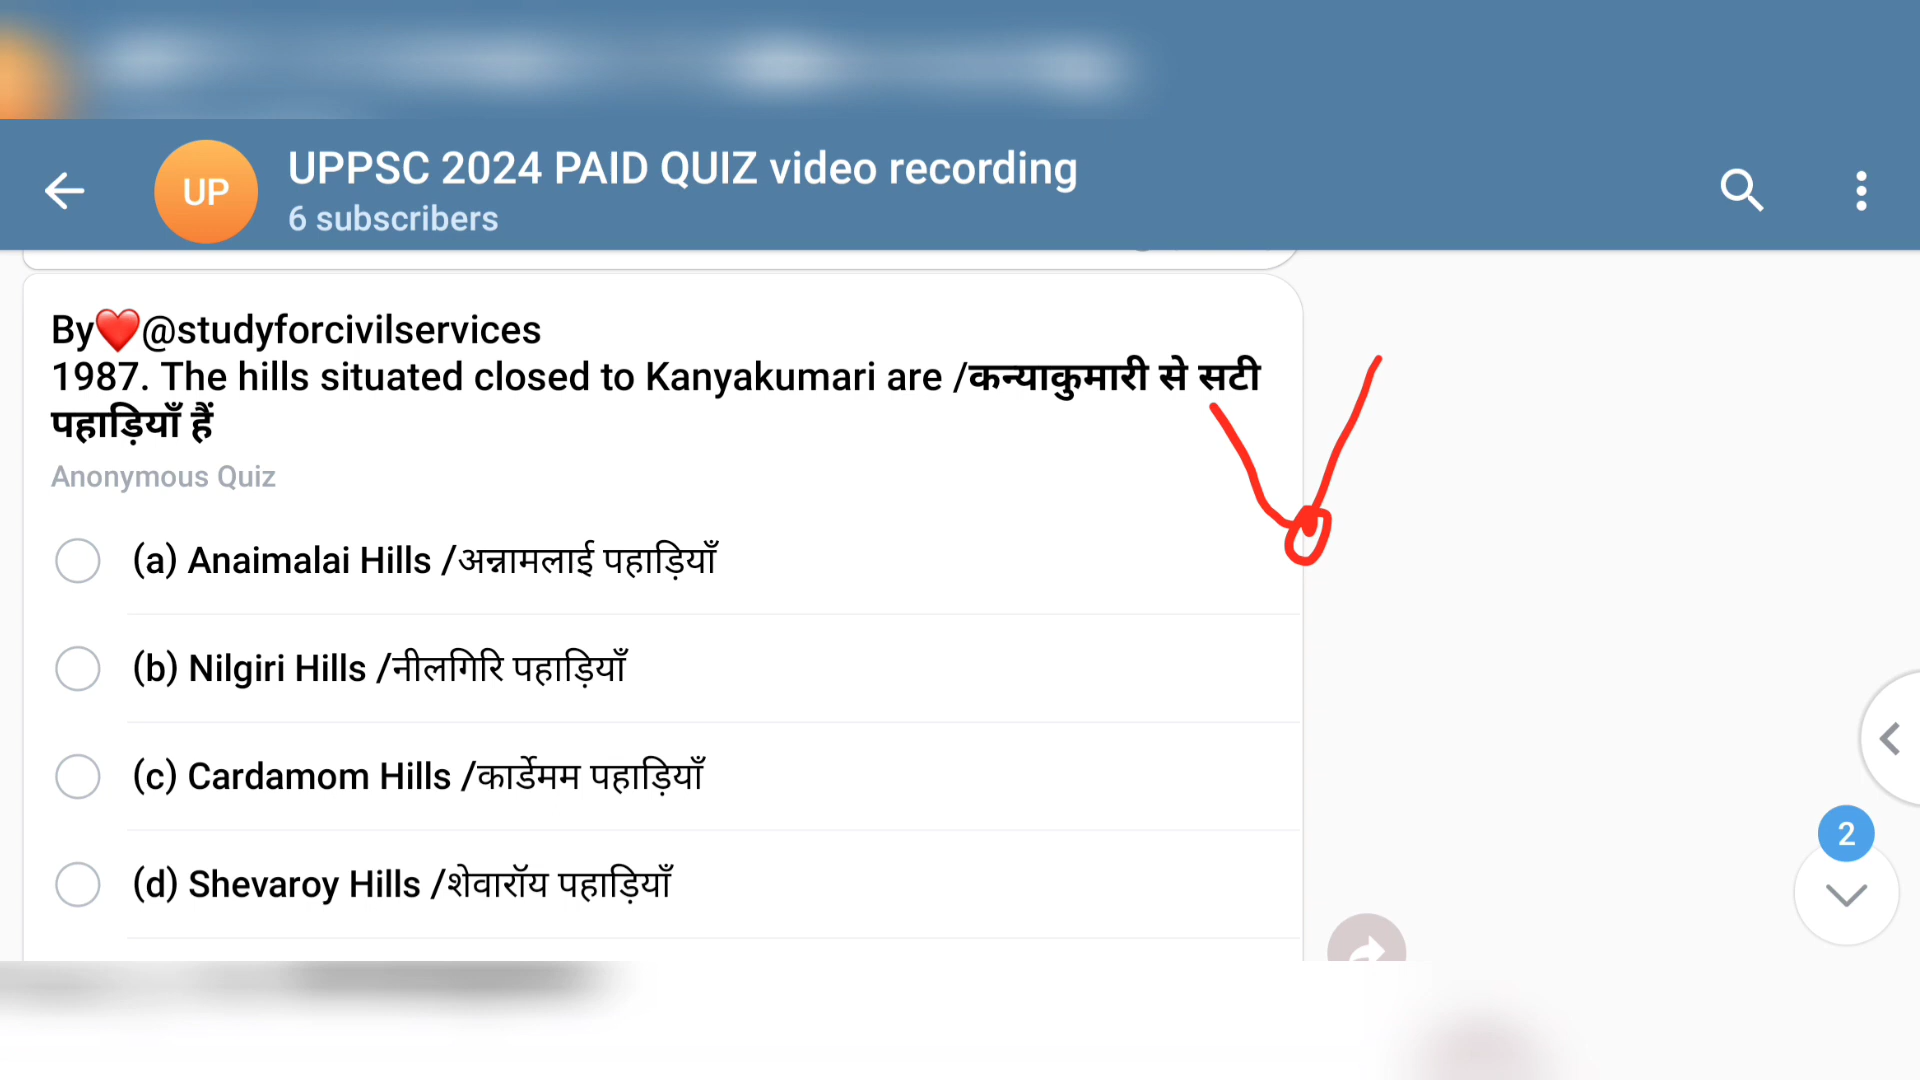 UP
UPPSC 2024 PAID QUIZ video recording
6 subscribers
By❤️@studyforcivilservices
1987. The hills situated closed to Kanyakumari are /कन्याकुमारी से सटी
पहाड़ियाँ हैं
Anonymous Quiz
(a) Anaimalai Hills /अन्नामलाई पहाड़ियाँ
(b) Nilgiri Hills /नीलगिरि पहाड़ियाँ
(c) Cardamom Hills /कार्डेमम पहाड़ियाँ
(d) Shevaroy Hills /शेवारॉय पहाड़ियाँ
2